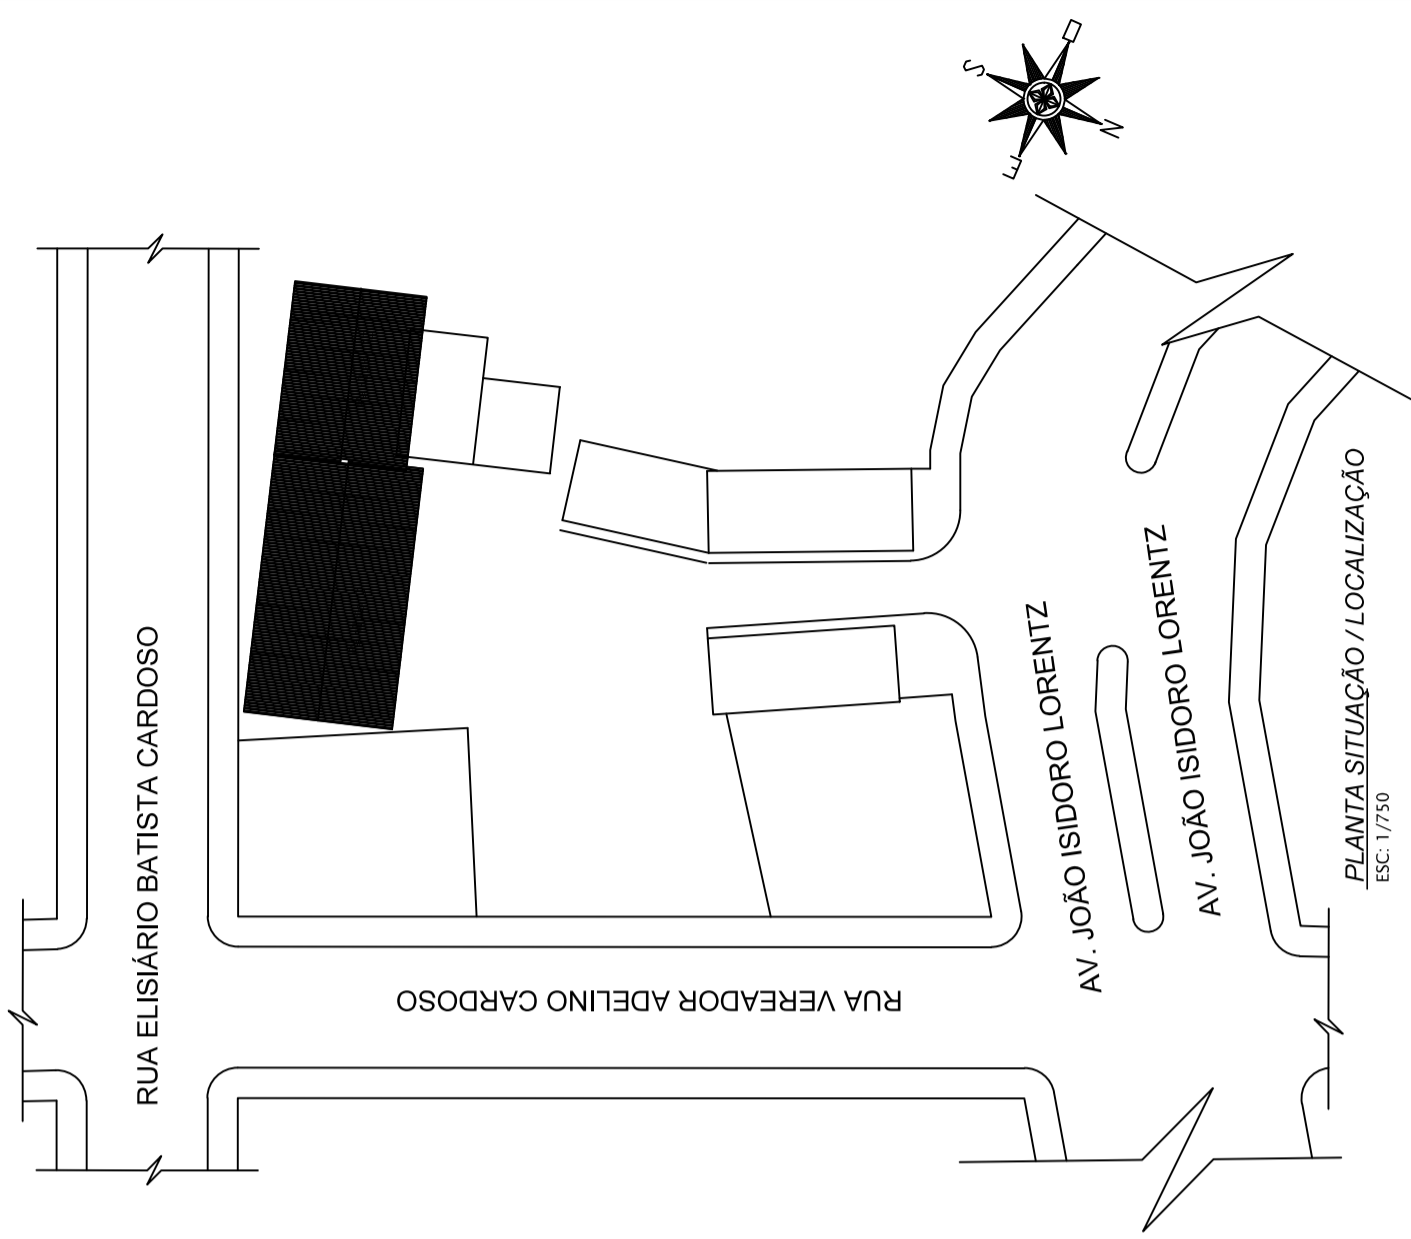 S
O
E
N
RUA ELISIÁRIO BATISTA CARDOSO
RUA VEREADOR ADELINO CARDOSO
AV. JOÃO ISIDORO LORENTZ
AV. JOÃO ISIDORO LORENTZ
PLANTA SITUAÇÃO / LOCALIZAÇÃO
ESC: 1/750